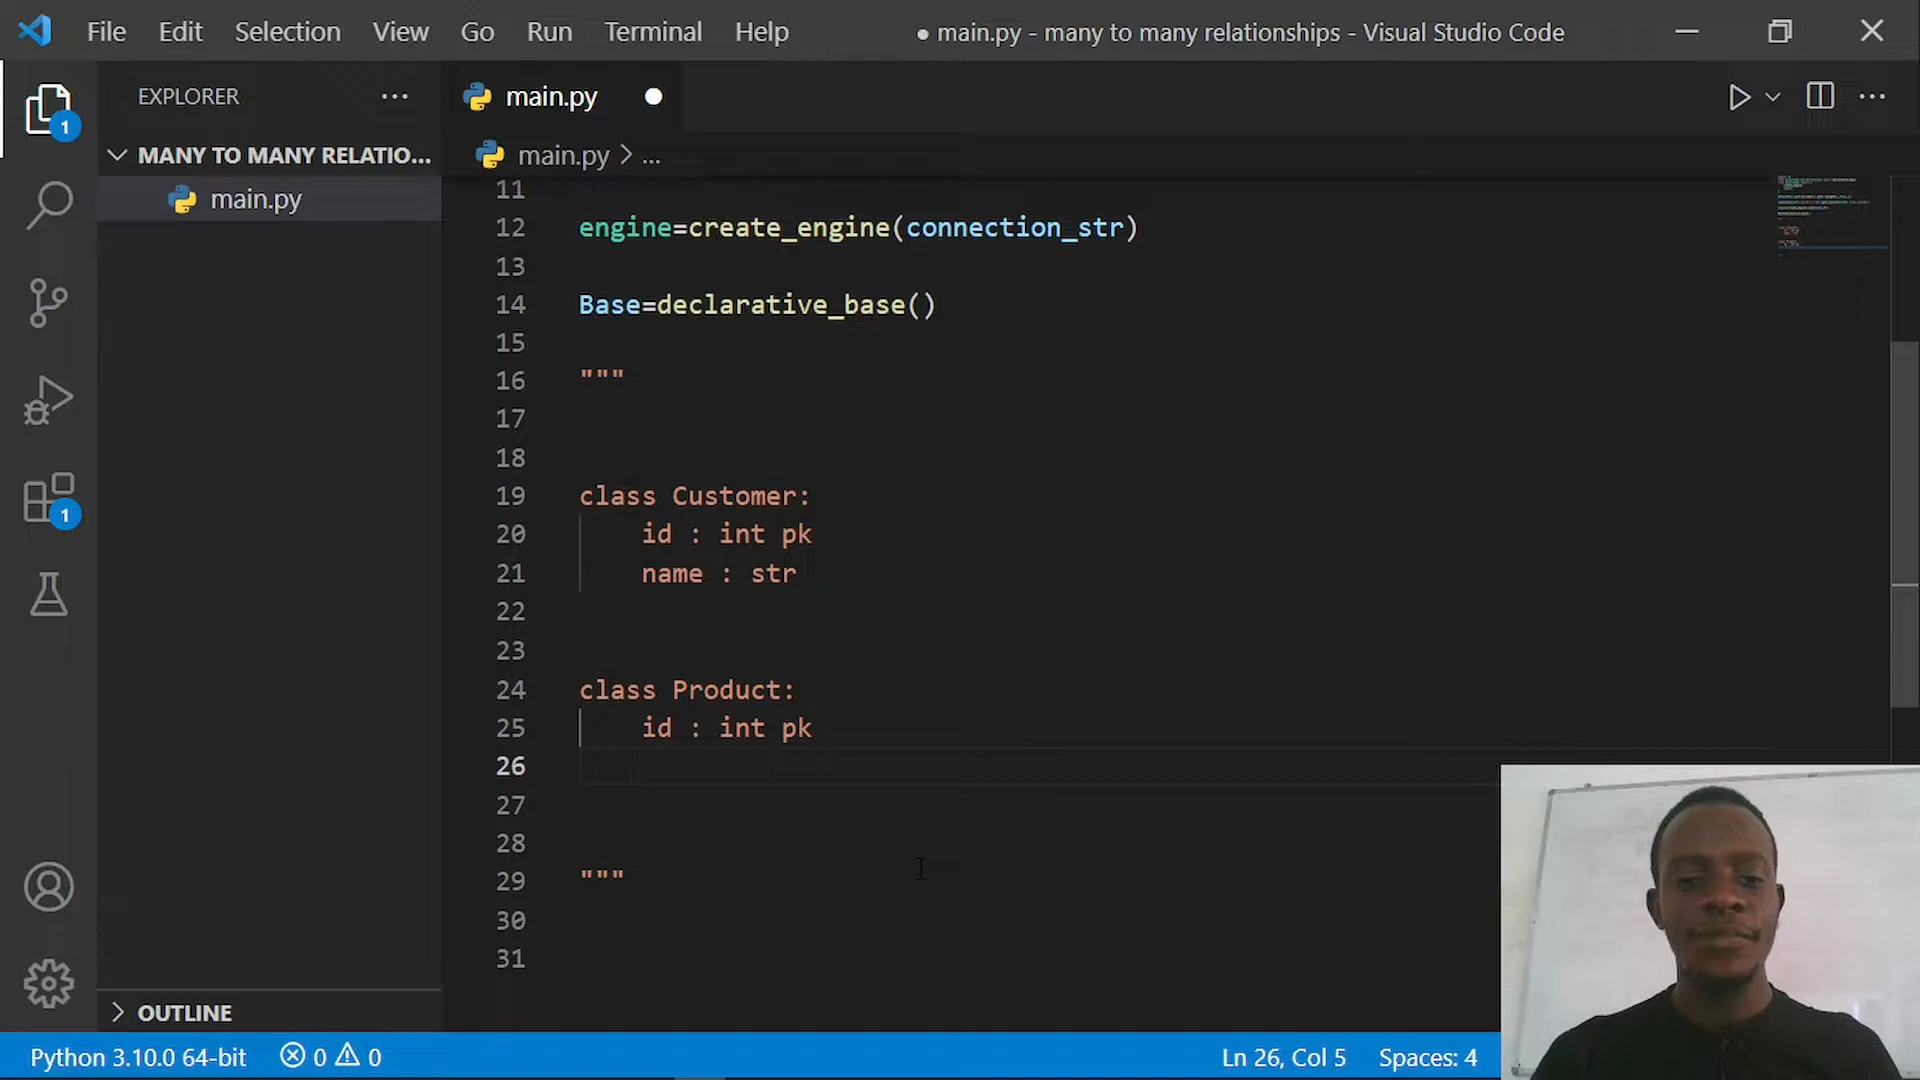 File Edit Selection View Go Run Terminal Help
● main.py - many to many relationships - Visual Studio Code
EXPLORER
MANY TO MANY RELATIO...
main.py
OUTLINE
1
1
main.py
main.py > ...
11
12 engine=create_engine(connection_str)
13
14 Base=declarative_base()
15
16 """
17
18
19 class Customer:
20 id : int pk
21 name : str
22
23
24 class Product:
25 id : int pk
26
27
28
29 """
30
31
Python 3.10.0 64-bit 0 0
Ln 26, Col 5 Spaces: 4